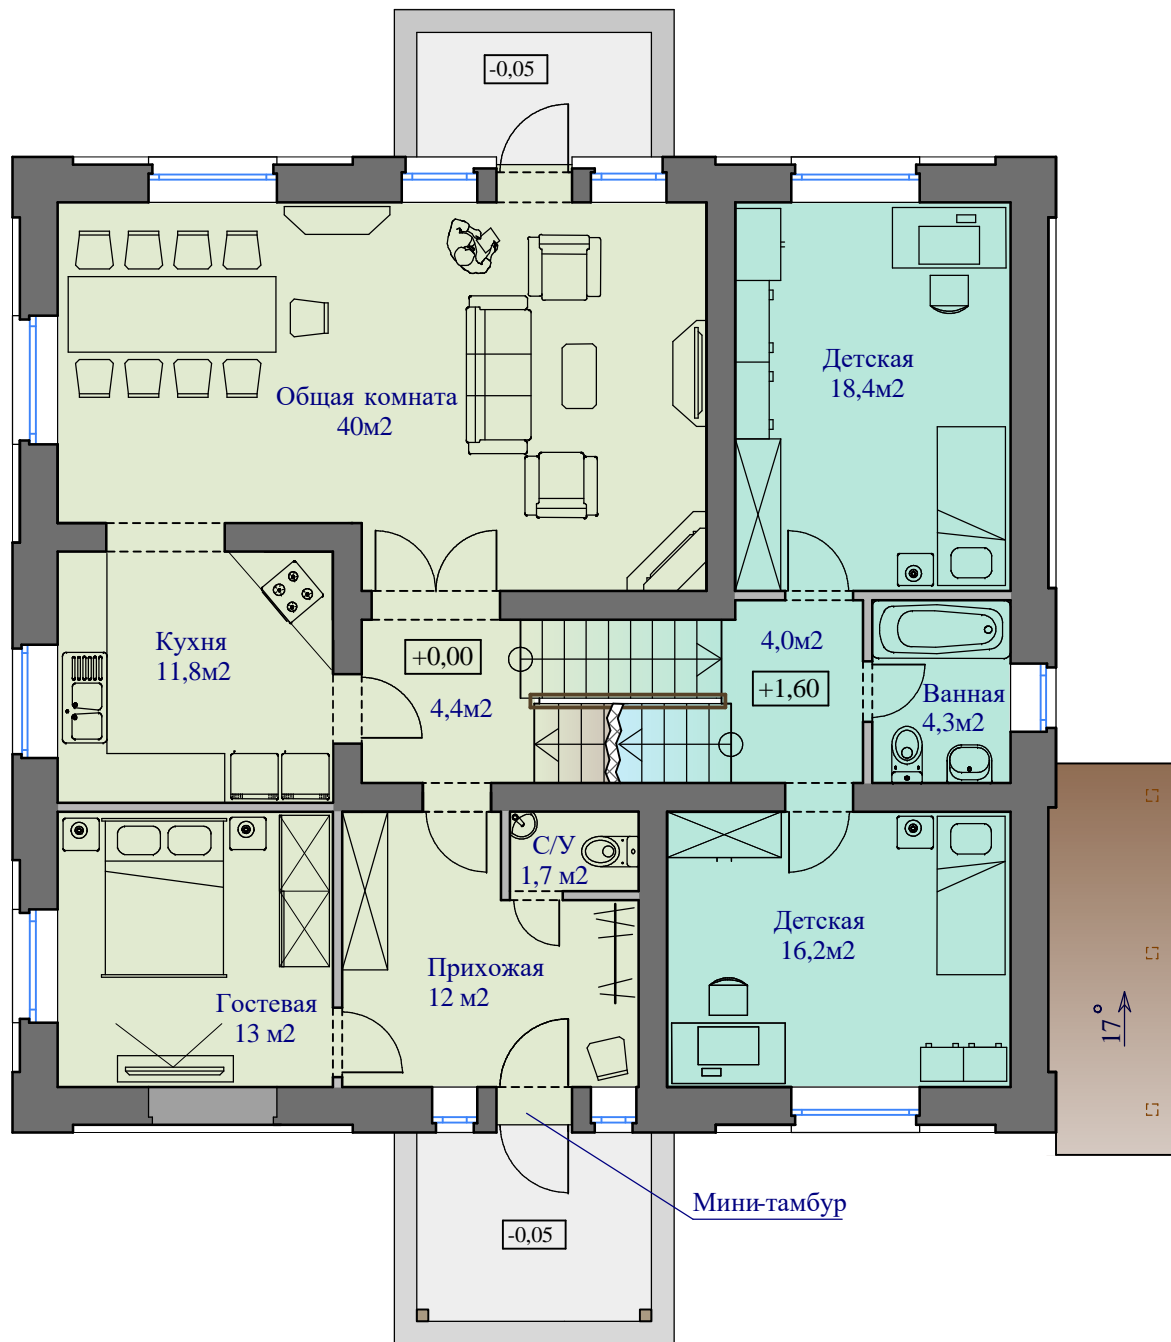 -0,05
Детская
18,4м2
Общая комната
40м2
Кухня
11,8м2
+0,00
4,4м2
4,0м2
+1,60
Ванная
4,3м2
С/У
1,7 м2
Детская
16,2м2
Прихожая
12 м2
Гостевая
13 м2
17°
Мини-тамбур
-0,05